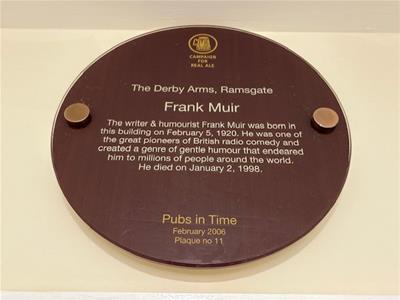 CAMPAIGN
FOR
REAL ALE
The Derby Arms, Ramsgate
Frank Muir
The writer & humourist Frank Muir was born in
this building on February 5, 1920. He was one of
the great pioneers of British radio comedy and
created a genre of gentle humour that endeared
him to millions of people around the world.
He died on January 2, 1998.
Pubs in Time
February 2006
Plaque no 11